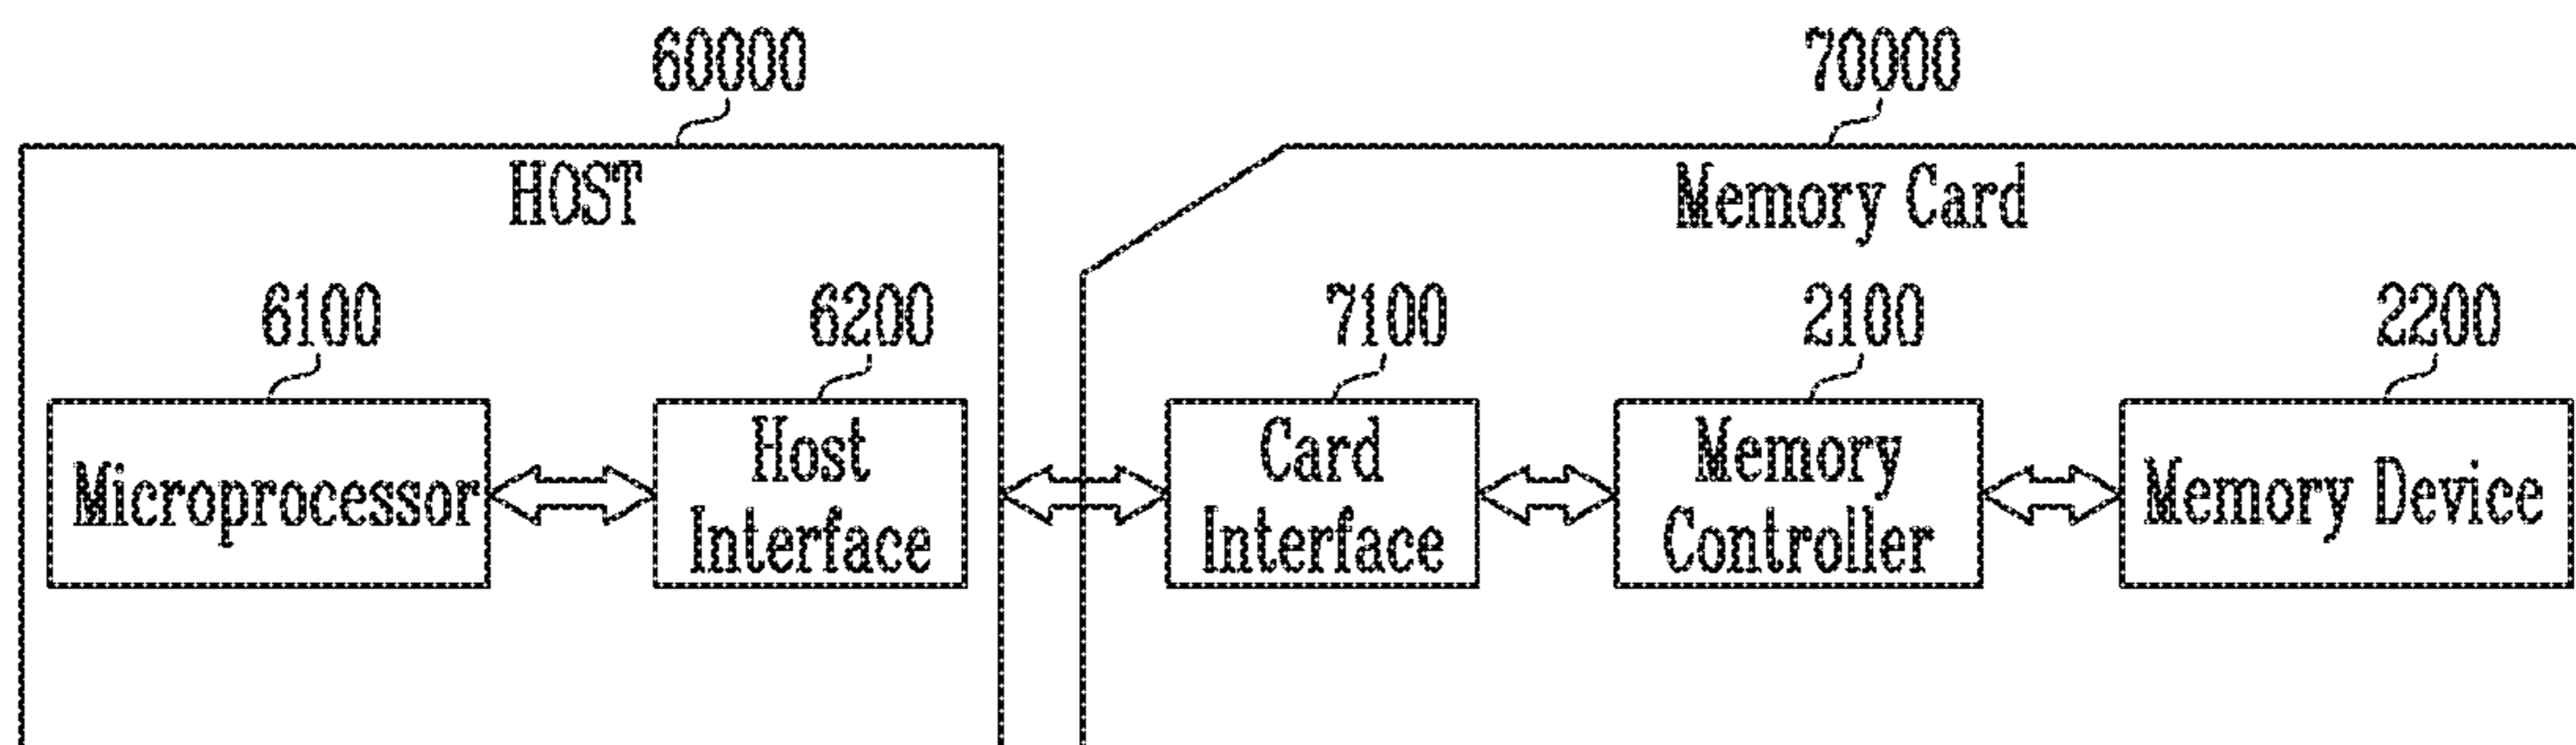 60000
70000
HOST
Memory Card
6100
6200
7100
2100
2200
Microprocessor
Host
Interface
Card
Interface
Memory
Controller
Memory Device